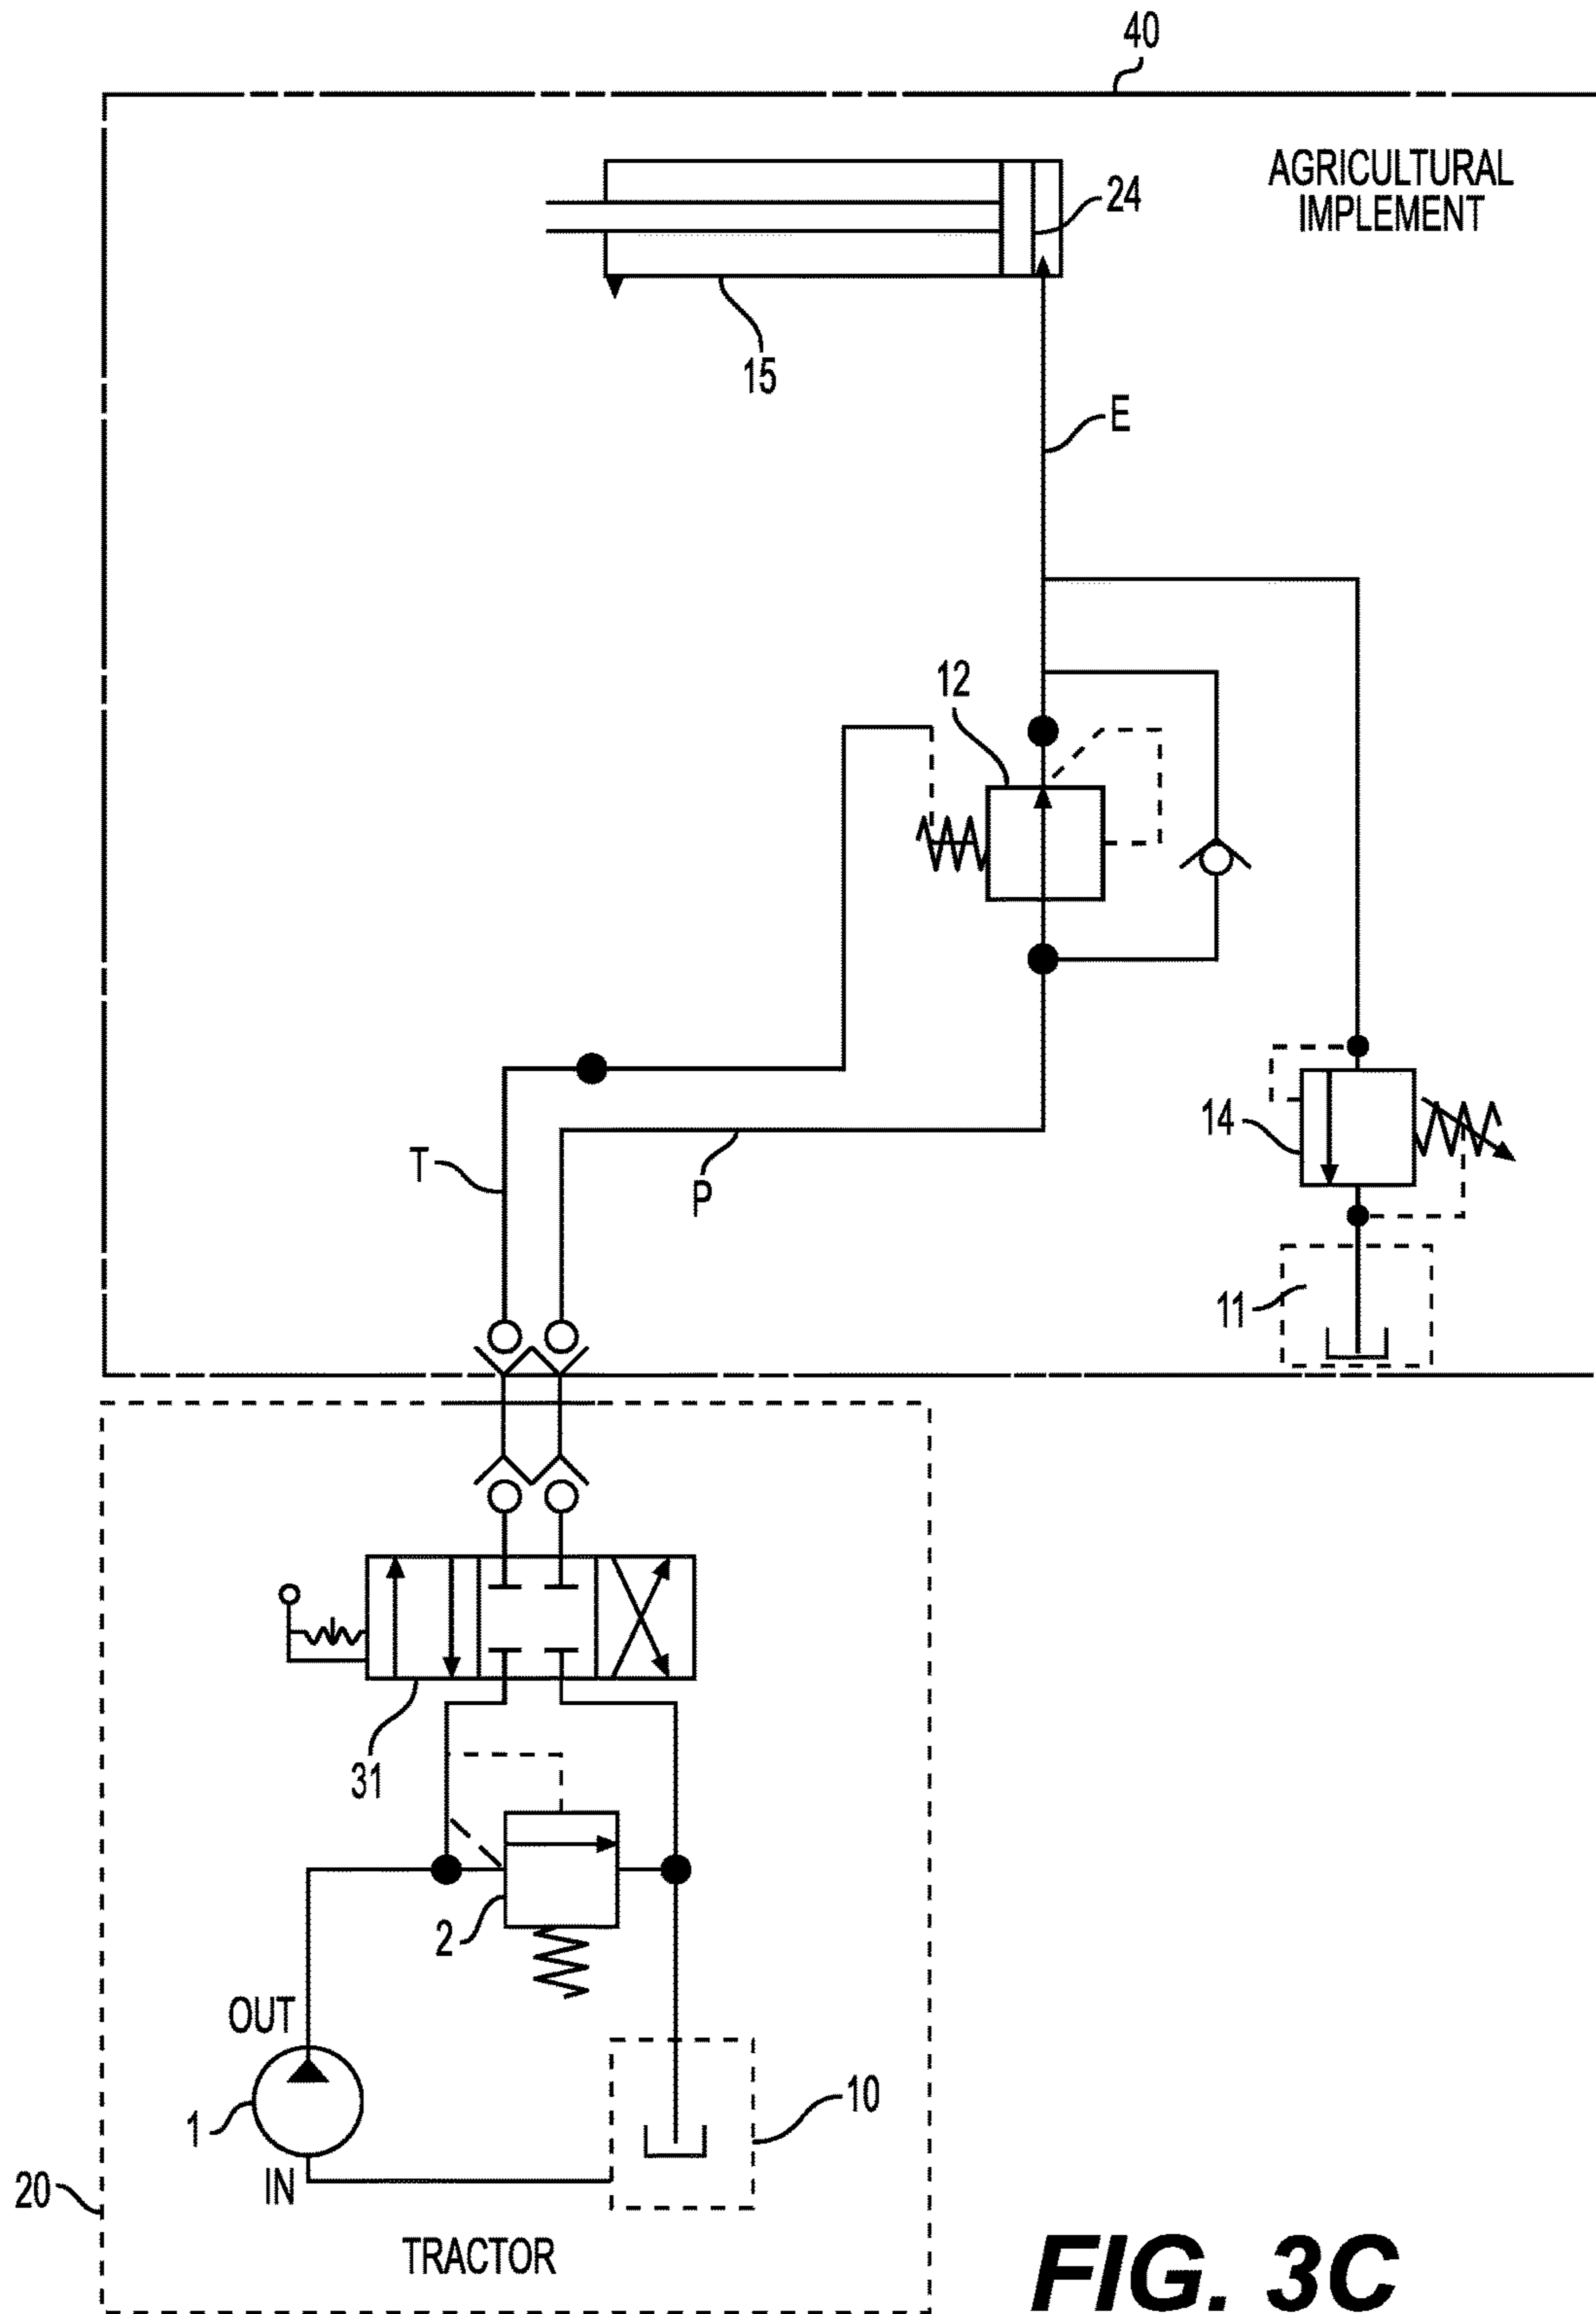 40
AGRICULTURAL
IMPLEMENT
24
15
E
12
14
T
P
11
31
2
OUT
1
10
IN
20
TRACTOR
FIG. 3C